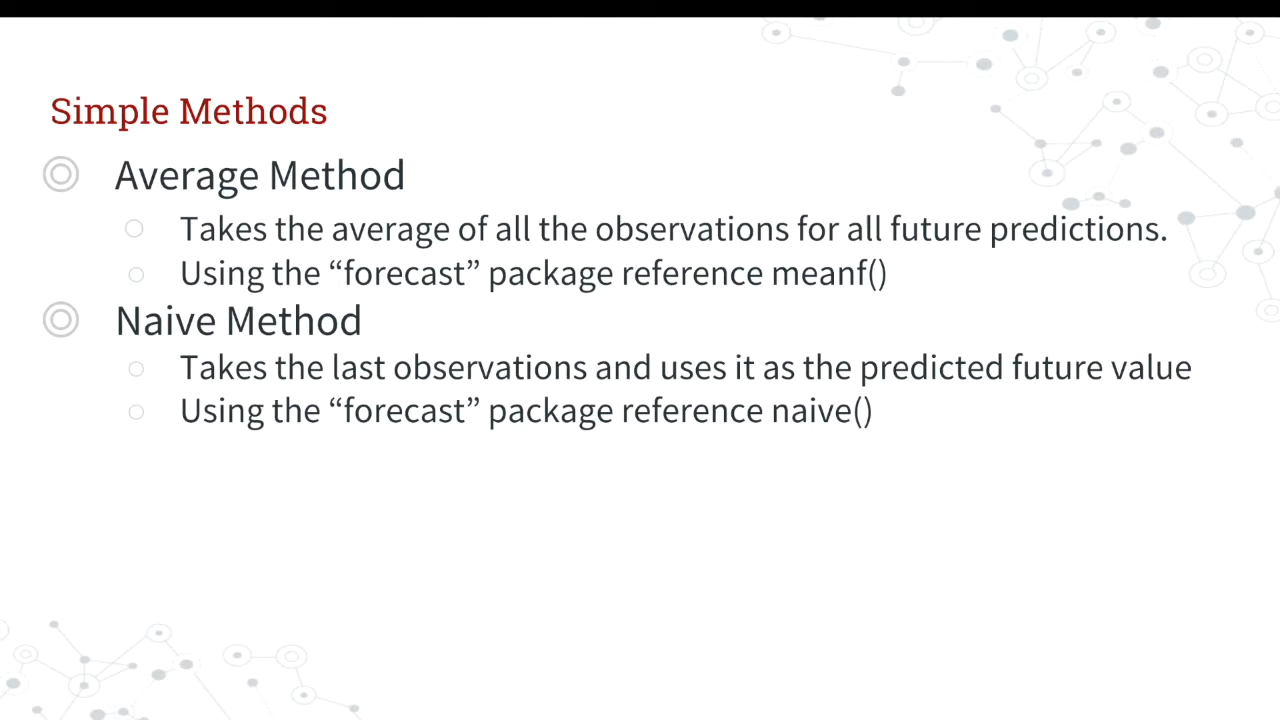 Simple Methods
Average Method
Takes the average of all the observations for all future predictions.
Using the “forecast” package reference meanf()
Naive Method
Takes the last observations and uses it as the predicted future value
Using the “forecast” package reference naive()